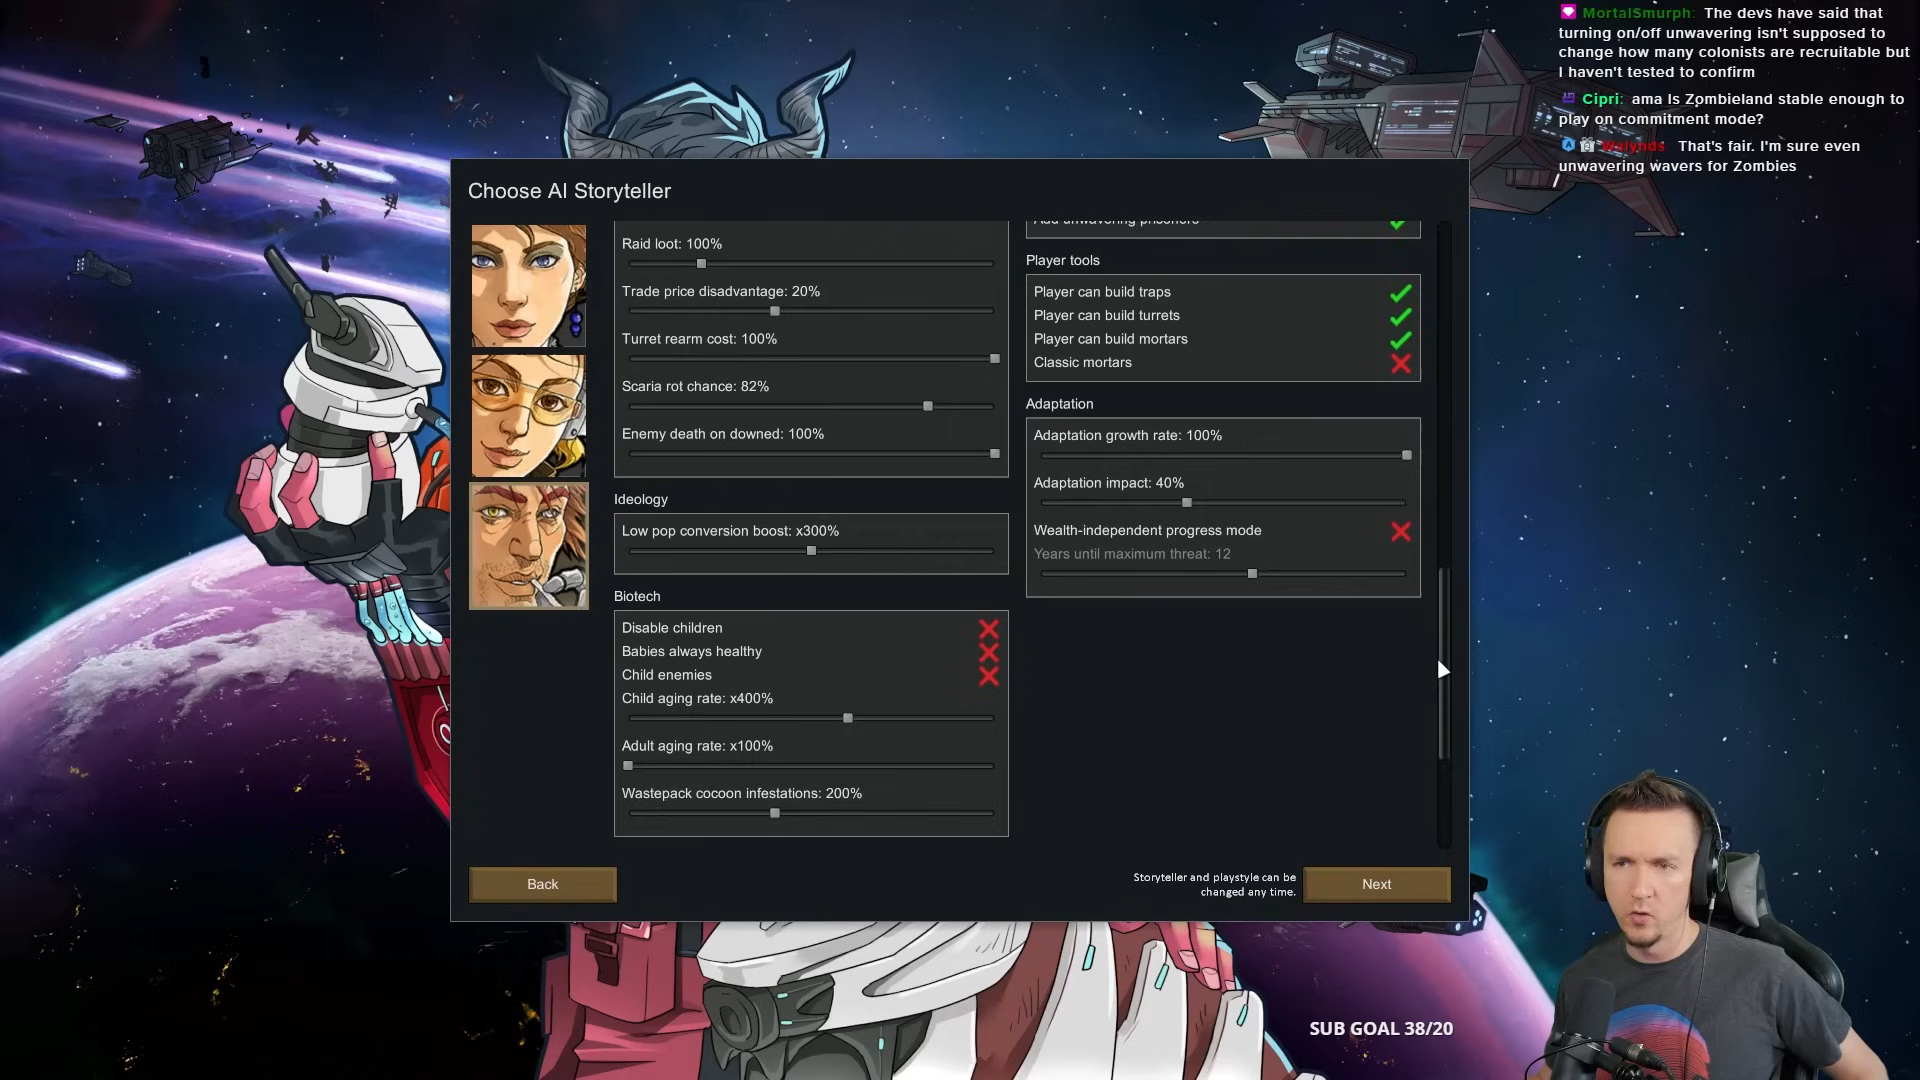 MortalSmurph: The devs have said that
turning on/off unwavering isn't supposed to
change how many colonists are recruitable but
I haven't tested to confirm
Cipri: ama Is Zombieland stable enough to
play on commitment mode?
Walynds That's fair. I'm sure even
unwavering wavers for Zombies
Choose AI Storyteller
Raid loot: 100%
Trade price disadvantage: 20%
Turret rearm cost: 100%
Scaria rot chance: 82%
Enemy death on downed: 100%
Ideology
Low pop conversion boost: x300%
Biotech
Disable children
Babies always healthy
Child enemies
Child aging rate: x400%
Adult aging rate: x100%
Wastepack cocoon infestations: 200%
Add unwavering prisoners
Player tools
Player can build traps
Player can build turrets
Player can build mortars
Classic mortars
Adaptation
Adaptation growth rate: 100%
Adaptation impact: 40%
Wealth-independent progress mode
Years until maximum threat: 12
Back
Storyteller and playstyle can be
changed any time.
Next
SUB GOAL 38/20